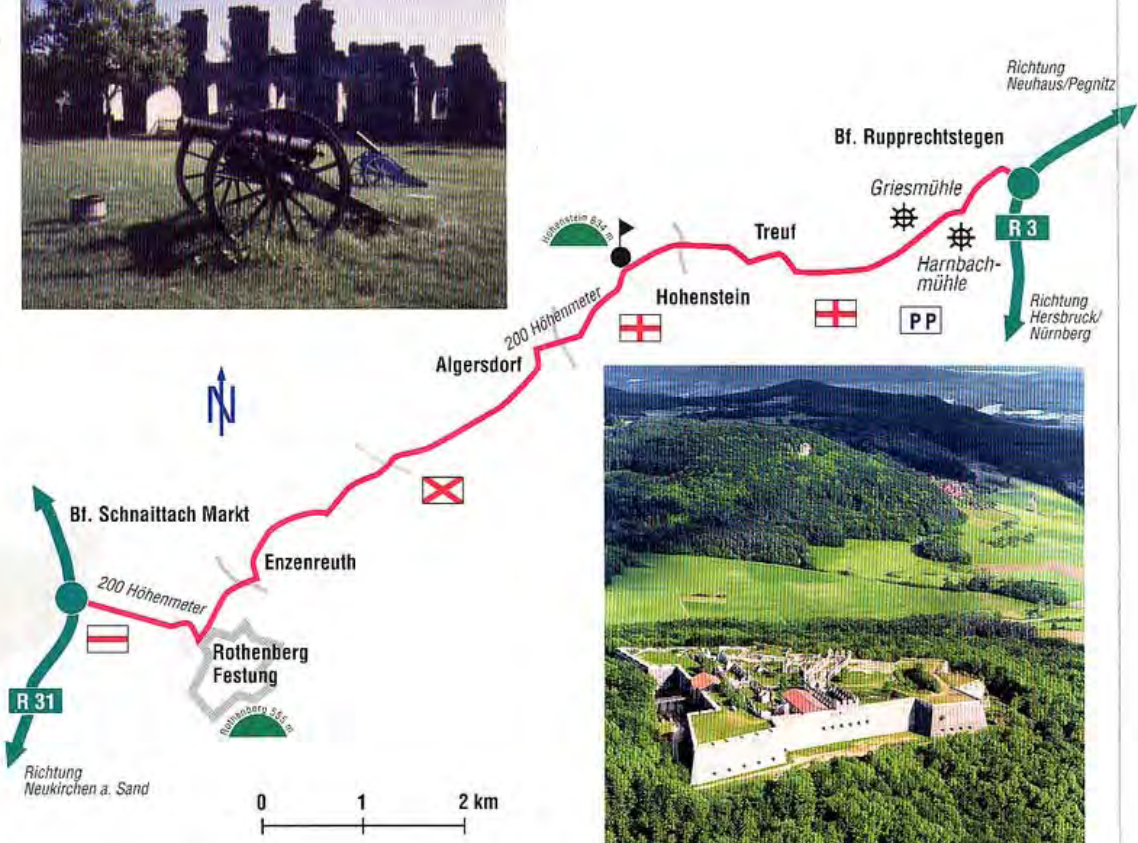 Richtung
Neuhaus/Pegnitz
Bf. Rupprechtstegen
Griesmühle
R 3
Harnbach-
mühle
Richtung
Hersbruck/
Nürnberg
PP
Treuf
Hohenstein 634 m
Hohenstein
200 Höhenmeter
Algersdorf
N
Bf. Schnaittach Markt
Enzenreuth
200 Höhenmeter
Rothenberg
Festung
Rothenberg 555 m
R 31
Richtung
Neukirchen a. Sand
0 1 2 km